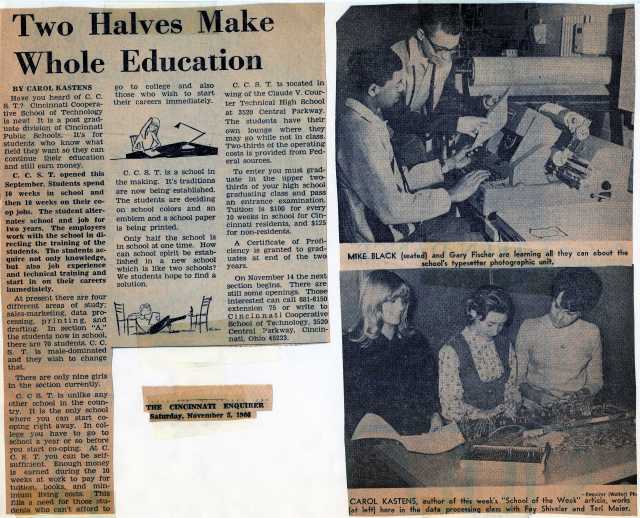 Two Halves Make
Whole Education
BY CAROL KASTENS
Have you heard of C. C.
S. T.? Cincinnati Coopera-
tive School of Technology
is new! It is a post grad-
uate division of Cincinnati
Public Schools. It's for
students who know what
field they want so they can
continue their education
and still earn money.
C. C. S. T. opened this
September. Students spend
10 weeks in school and
then 10 weeks on their co-
op jobs. The student alter-
nates school and job for
two years. The employers
work with the school in di-
recting the training of the
students. The students ac-
quire not only knowledge,
but also job experience
and technical training and
start in on their careers
immediately.
At present there are four
different areas of study;
sales-marketing, data pro-
cessing, printing, and
drafting. In section "A,"
the students now in school,
there are 70 students. C. C.
S. T. is male-dominated
and they wish to change
that.
There are only nine girls
in the section currently.
C. C. S. T. is unlike any
other school in the coun-
try. It is the only school
where you can start co-
oping right away. In col-
lege you have to go to
school a year or so before
you start co-oping. At C.
C. S. T. you can be self-
sufficient. Enough money
is earned during the 10
weeks at work to pay for
tuition, books, and min-
imum living costs. This
fills a need for those stu-
dents who can't afford to
go to college and also
those who wish to start
their careers immediately.
C. S. T. is a school in
the making. It's traditions
are now being established.
The students are deciding
on school colors and an
emblem and a school paper
is being printed.
Only half the school is
in school at one time. How
can school spirit be estab-
lished in a new school
which is like two schools?
We students hope to find a
solution.
C. C. S. T. is located in
wing of the Claude V. Cour-
ter Technical High School
at 3520 Central Parkway.
The students have their
own lounge where they
may go while not in class.
Two-thirds of the operating
costs is provided from Fed-
eral sources.
To enter you must grad-
uate in the upper two-
thirds of your high school
graduating class and pass
an entrance examination.
Tuition is $100 for every
10 weeks in school for Cin-
cinnati residents, and $125
for non-residents.
A Certificate of Profi-
ciency is granted to gradu-
ates at end of the two
years.
On November 14 the next
section begins. There are
still some openings. Those
interested can call 681-6150
extension 75 or write to
Cincinnati Cooperative
School of Technology, 3520
Central Parkway, Cincin-
nati, Ohio 45223.
THE CINCINNATI ENQUIRER
Saturday, November 5, 1966
MIKE BLACK (seated) and Gary Fischer are learning all they can about the
school's typesetter photographic unit.
—Enquirer (Walter) Ph
CAROL KASTENS, author of this week's "School of the Week" article, works
(at left) here in the data processing class with Fay Shivelar and Teri Maier.